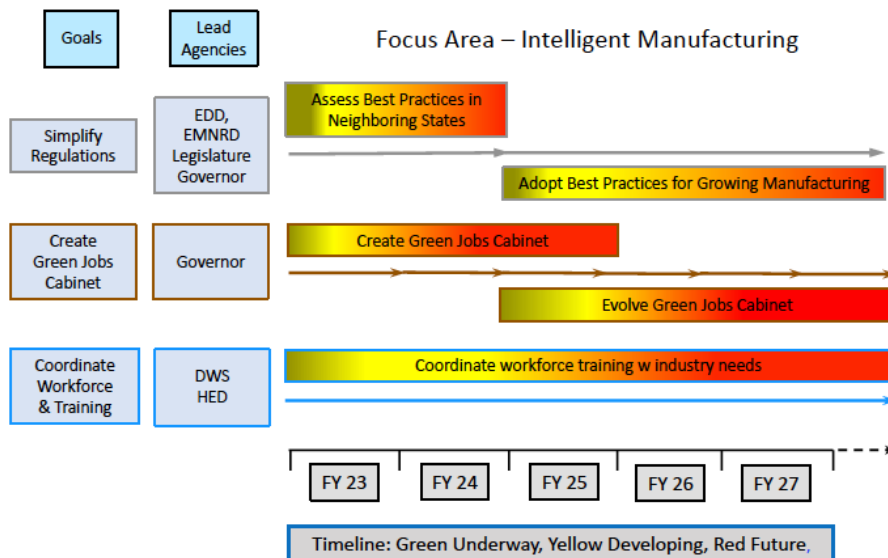 Goals
Lead
Agencies
Focus Area – Intelligent Manufacturing
Simplify
Regulations
EDD,
EMNRD
Legislature
Governor
Assess Best Practices in
Neighboring States
Adopt Best Practices for Growing Manufacturing
Create
Green Jobs
Cabinet
Governor
Create Green Jobs Cabinet
Evolve Green Jobs Cabinet
Coordinate
Workforce
& Training
DWS
HED
Coordinate workforce training w industry needs
FY 23
FY 24
FY 25
FY 26
FY 27
Timeline: Green Underway, Yellow Developing, Red Future,